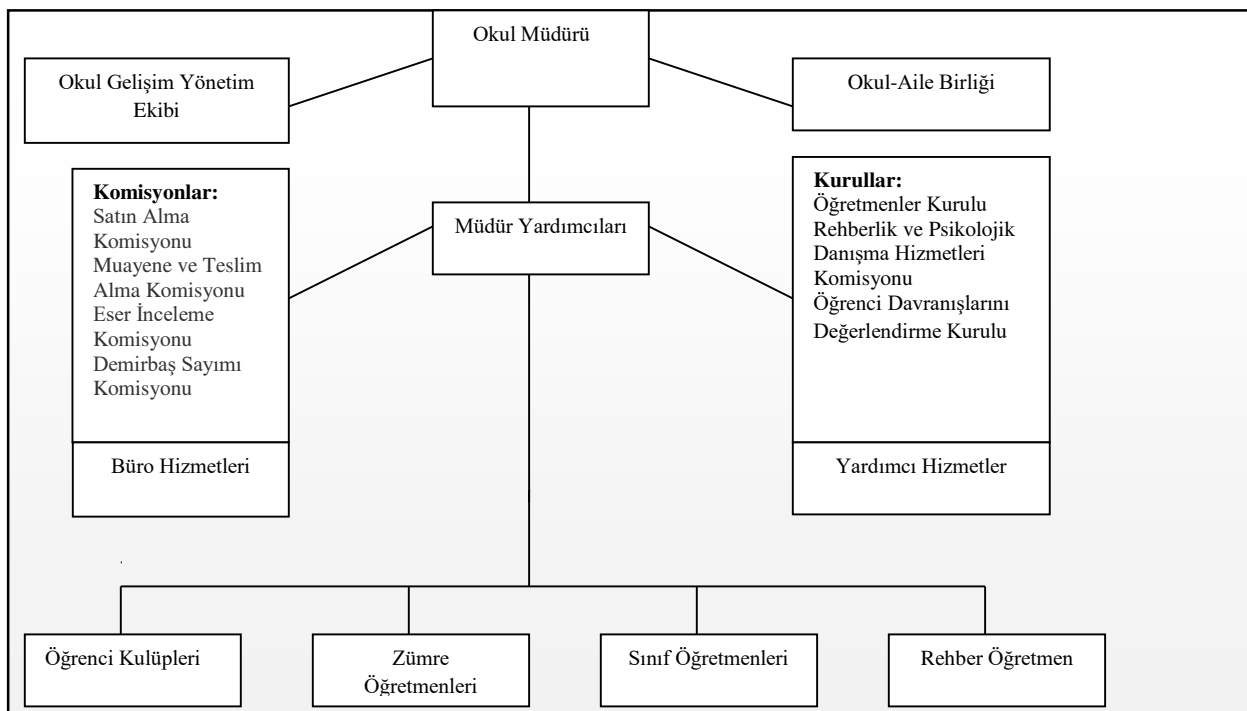 Okul Müdürü
Okul Gelişim Yönetim
Ekibi
Okul-Aile Birliği
Komisyonlar:
Satın Alma
Komisyonu
Muayene ve Teslim
Alma Komisyonu
Eser İnceleme
Komisyonu
Demirbaş Sayımı
Komisyonu
Müdür Yardımcıları
Kurullar:
Öğretmenler Kurulu
Rehberlik ve Psikolojik
Danışma Hizmetleri
Komisyonu
Öğrenci Davranışlarını
Değerlendirme Kurulu
Büro Hizmetleri
Yardımcı Hizmetler
Öğrenci Kulüpleri
Zümre
Öğretmenleri
Sınıf Öğretmenleri
Rehber Öğretmen